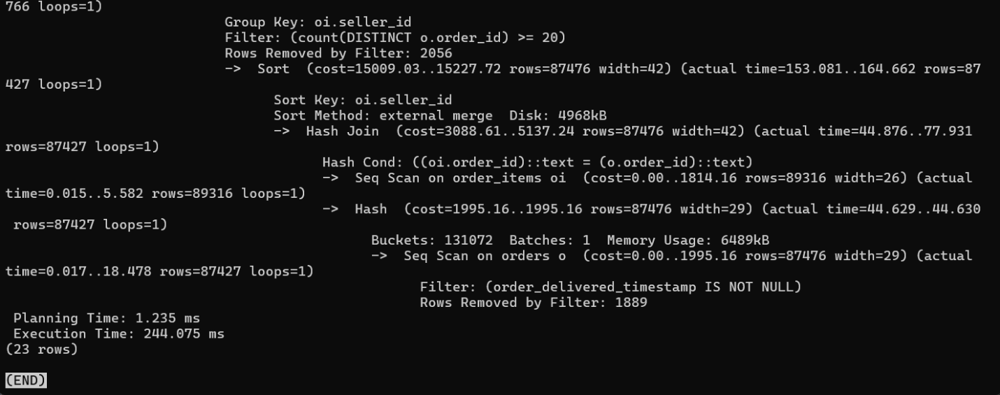 766 loops=1)
Group Key: oi.seller_id
Filter: (count(DISTINCT o.order_id) >= 20)
Rows Removed by Filter: 2056
->  Sort  (cost=15009.03..15227.72 rows=87476 width=42) (actual time=153.081..164.662 rows=87
427 loops=1)
Sort Key: oi.seller_id
Sort Method: external merge  Disk: 4968kB
->  Hash Join  (cost=3088.61..5137.24 rows=87476 width=42) (actual time=44.876..77.931
rows=87427 loops=1)
Hash Cond: ((oi.order_id)::text = (o.order_id)::text)
->  Seq Scan on order_items oi  (cost=0.00..1814.16 rows=89316 width=26) (actual
time=0.015..5.582 rows=89316 loops=1)
->  Hash  (cost=1995.16..1995.16 rows=87476 width=29) (actual time=44.629..44.630
rows=87427 loops=1)
Buckets: 131072  Batches: 1  Memory Usage: 6489kB
->  Seq Scan on orders o  (cost=0.00..1995.16 rows=87476 width=29) (actual
time=0.017..18.478 rows=87427 loops=1)
Filter: (order_delivered_timestamp IS NOT NULL)
Rows Removed by Filter: 1889
Planning Time: 1.235 ms
Execution Time: 244.075 ms
(23 rows)
(END)